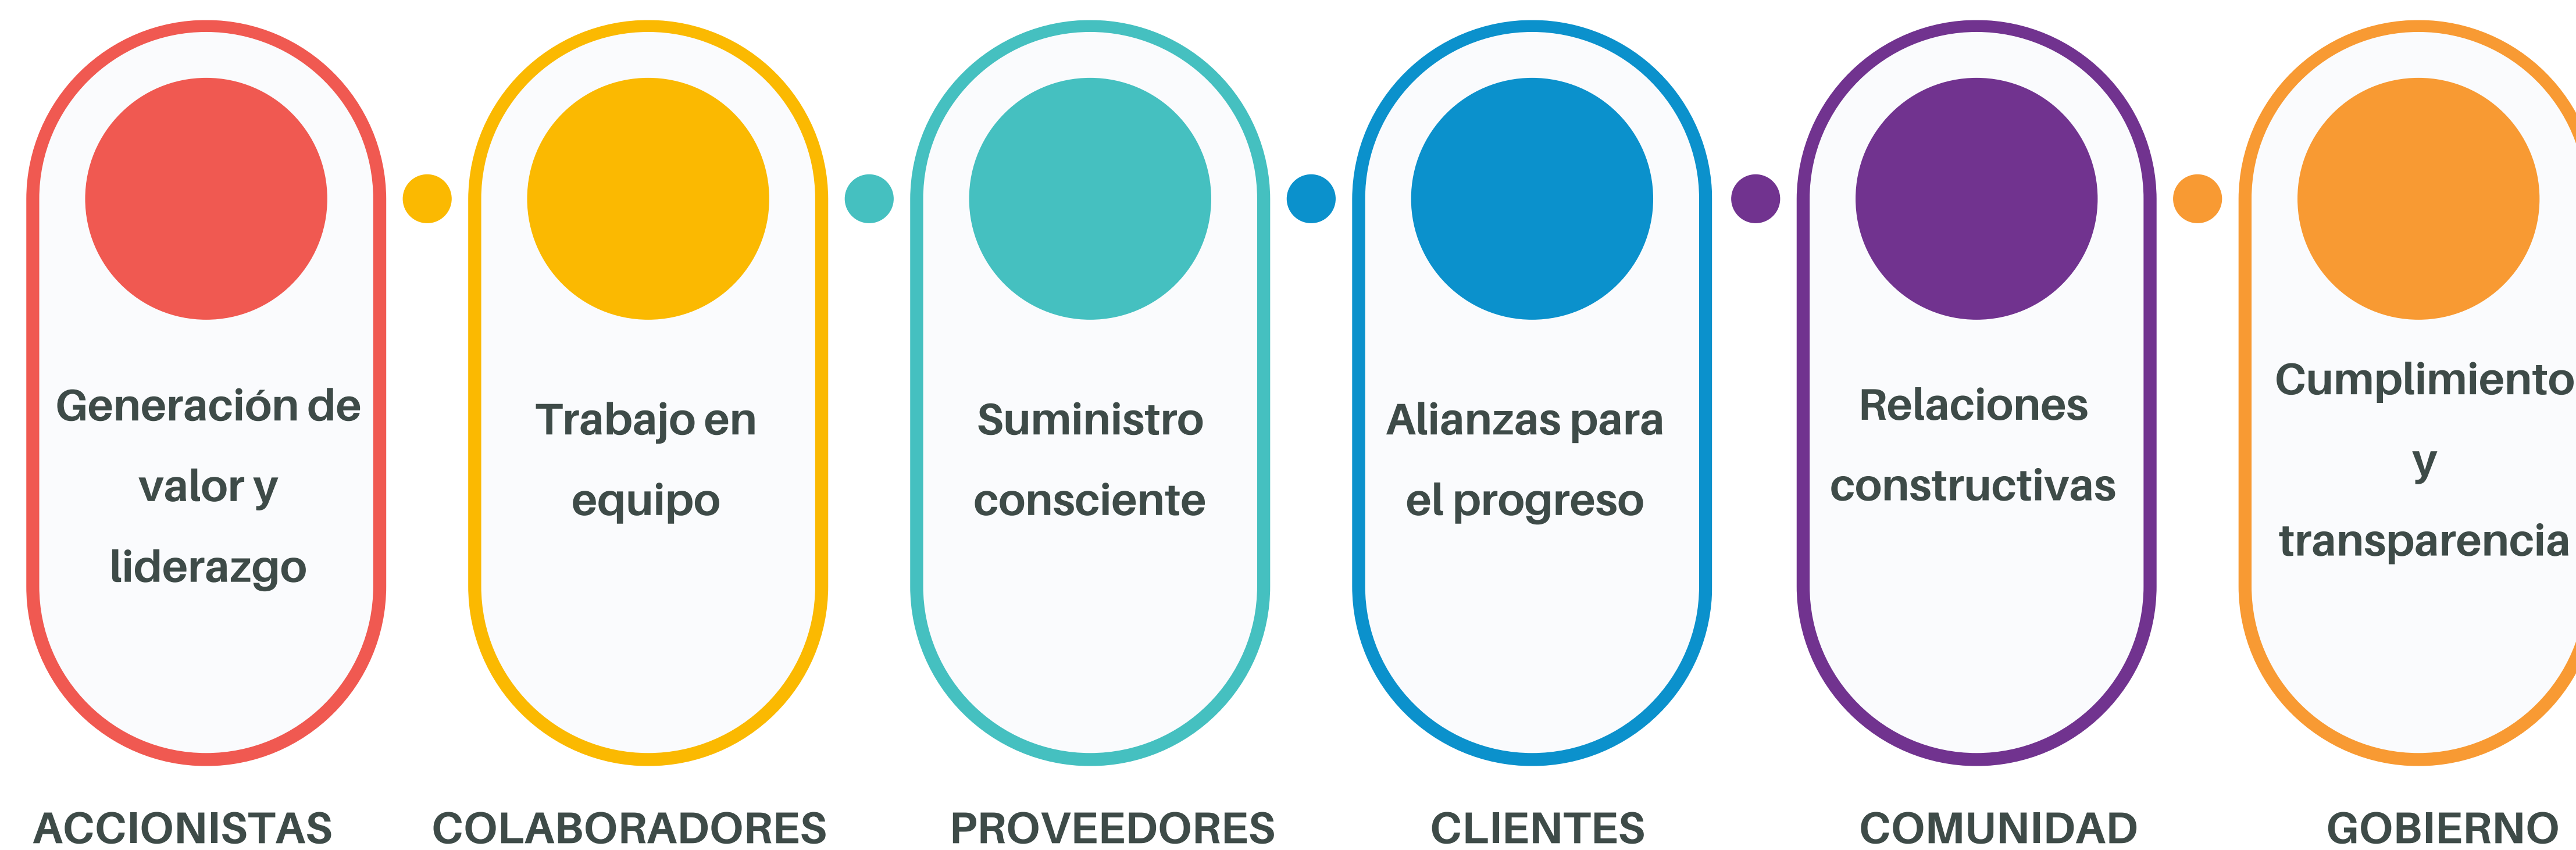 Generación de
valor y
liderazgo
Trabajo en
equipo
Suministro
consciente
Alianzas para
el progreso
Relaciones
constructivas
Cumplimiento
y
transparencia
ACCIONISTAS
COLABORADORES
PROVEEDORES
CLIENTES
COMUNIDAD
GOBIERNO